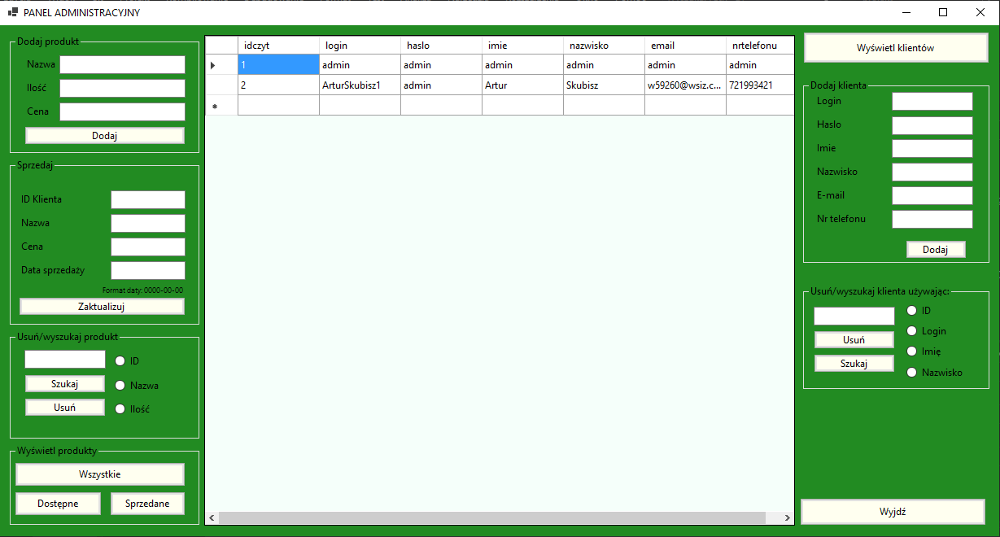 PANEL ADMINISTRACYJNY
Dodaj produkt
Nazwa
Ilość
Cena
Dodaj
Sprzedaj
ID Klienta
Nazwa
Cena
Data sprzedaży
Format daty: 0000-00-00
Zaktualizuj
Usuń/wyszukaj produkt
ID
Szukaj
Nazwa
Usuń
Ilość
Wyświetl produkty
Wszystkie
Dostępne
Sprzedane
idczyt login haslo imie nazwisko email nrtelefonu
1 admin admin admin admin admin admin
2 ArturSkubisz1 admin Artur Skubisz w59260@wsiz.c... 721993421
Wyświetl klientów
Dodaj klienta
Login
Haslo
Imie
Nazwisko
E-mail
Nr telefonu
Dodaj
Usuń/wyszukaj klienta używając:
ID
Login
Usuń
Imię
Szukaj
Nazwisko
Wyjdź